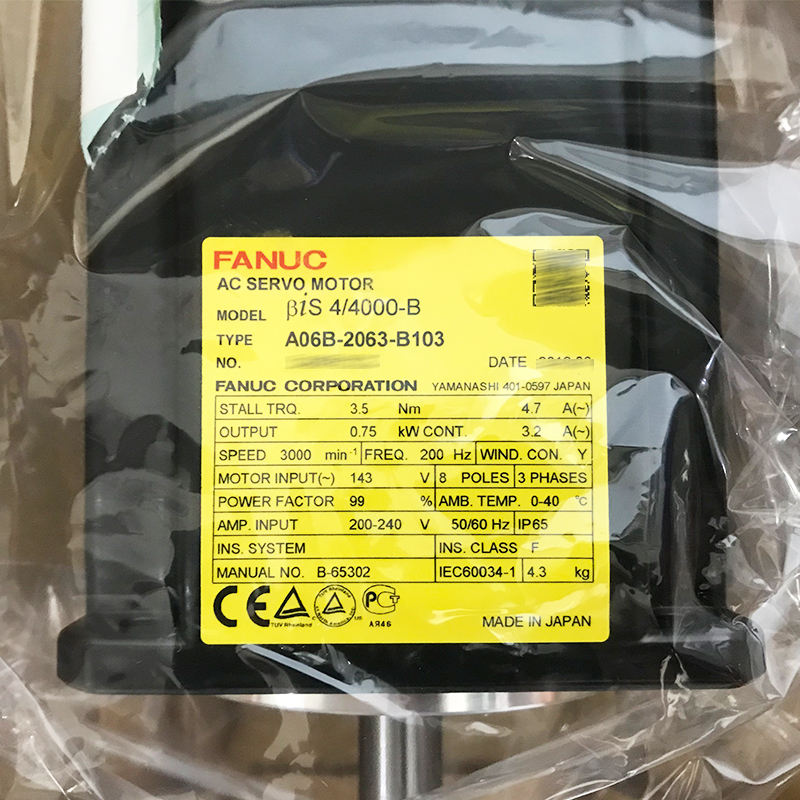 FANUC
AC SERVO MOTOR
MODEL βiS 4/4000-B
TYPE A06B-2063-B103
NO.
DATE
FANUC CORPORATION YAMANASHI 401-0597 JAPAN
STALL TRQ. 3.5 Nm 4.7 A(~)
OUTPUT 0.75 kW CONT. 3.2 A(~)
SPEED 3000 min⁻¹ FREQ. 200 Hz WIND. CON. Y
MOTOR INPUT(~) 143 V 8 POLES 3 PHASES
POWER FACTOR 99 % AMB. TEMP. 0-40 ℃
AMP. INPUT 200-240 V 50/60 Hz IP65
INS. SYSTEM INS. CLASS F
MANUAL NO. B-65302 IEC60034-1 4.3 kg
CE
TUV Rheinland
US
АЯ46
MADE IN JAPAN